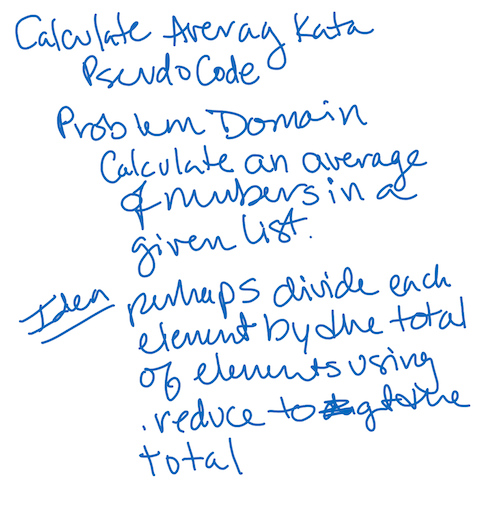 Calculate Averag Kata
PseudoCode
Problem Domain
Calculate an average
of numbers in a
given list.
Idea perhaps divide each
element by the total
of elements using
.reduce to get the
total